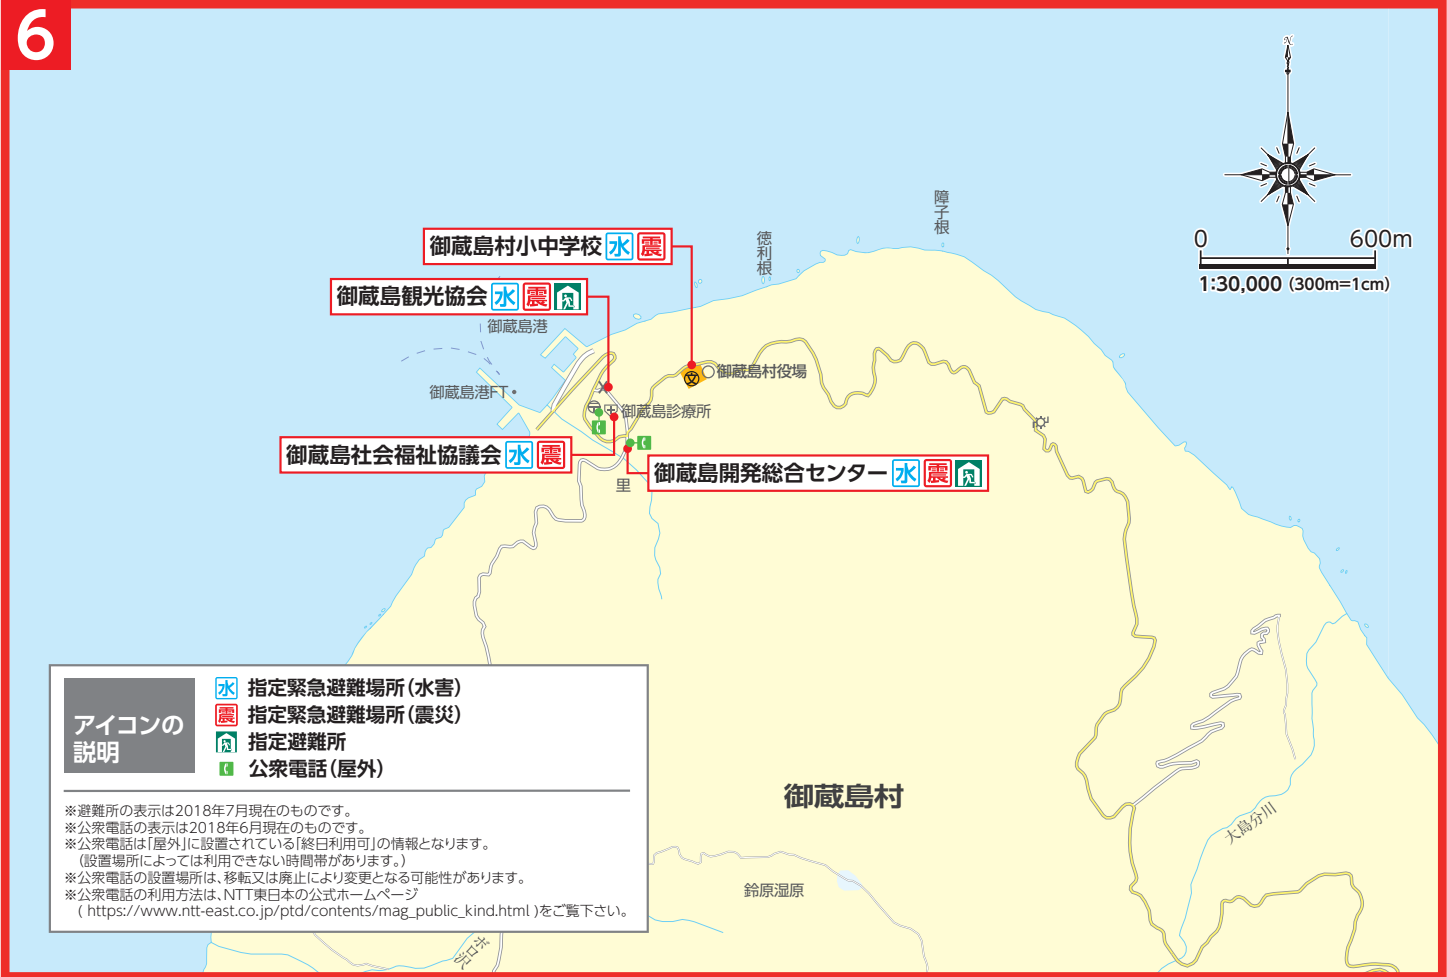 6
N
0 600m
1:30,000 (300m=1cm)
障子根
徳利根
御蔵島村小中学校 水 震
御蔵島観光協会 水 震
御蔵島港
御蔵島港FT
文
御蔵島村役場
御蔵島診療所
御蔵島社会福祉協議会 水 震
御蔵島開発総合センター 水 震
里
御蔵島村
大島分川
鈴原湿原
ボロ沢
アイコンの
説明
水 指定緊急避難場所(水害)
震 指定緊急避難場所(震災)
指定避難所
公衆電話(屋外)
※避難所の表示は2018年7月現在のものです。
※公衆電話の表示は2018年6月現在のものです。
※公衆電話は「屋外」に設置されている「終日利用可」の情報となります。
(設置場所によっては利用できない時間帯があります。)
※公衆電話の設置場所は、移転又は廃止により変更となる可能性があります。
※公衆電話の利用方法は、NTT東日本の公式ホームページ
( https://www.ntt-east.co.jp/ptd/contents/mag_public_kind.html )をご覧下さい。